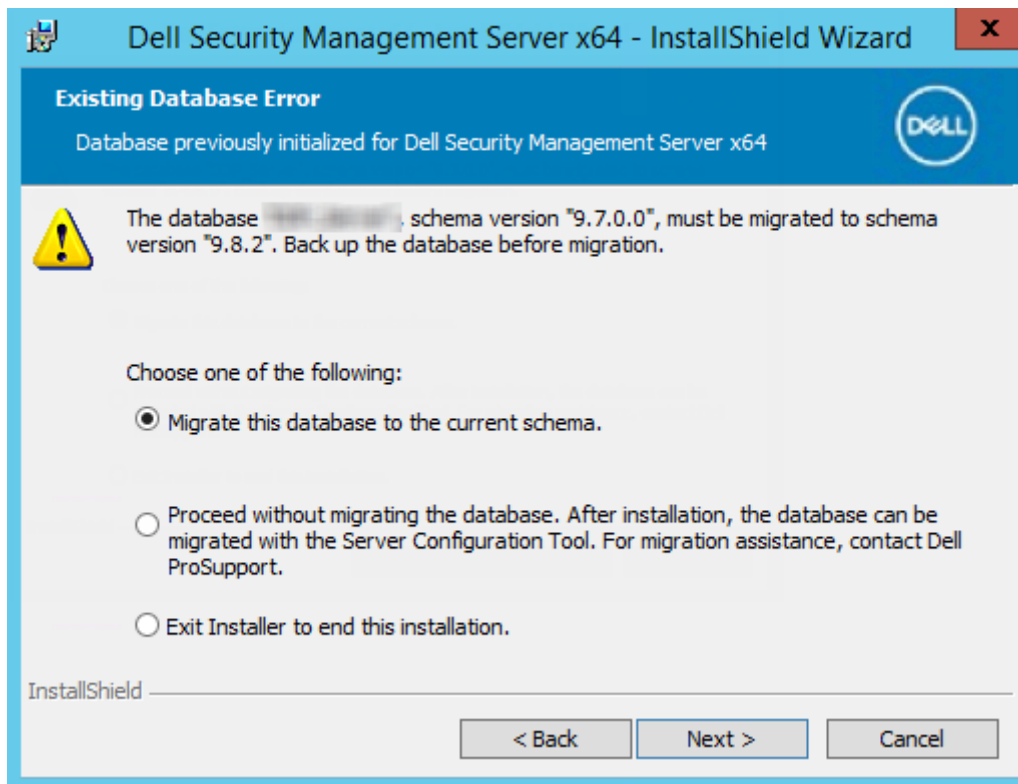 Dell Security Management Server x64 - InstallShield Wizard
x
Existing Database Error
Database previously initialized for Dell Security Management Server x64
DELL
The database , schema version "9.7.0.0", must be migrated to schema
version "9.8.2". Back up the database before migration.
Choose one of the following:
Migrate this database to the current schema.
Proceed without migrating the database. After installation, the database can be
migrated with the Server Configuration Tool. For migration assistance, contact Dell
ProSupport.
Exit Installer to end this installation.
InstallShield
< Back Next > Cancel